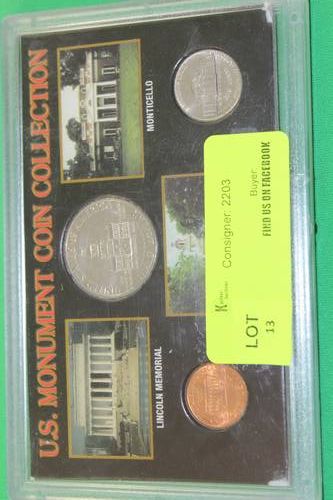 U.S. MONUMENT COIN COLLECTION
MONTICELLO
LINCOLN MEMORIAL
Consigner: 2203
Buyer
FIND US ON FACEBOOK
LOT
13